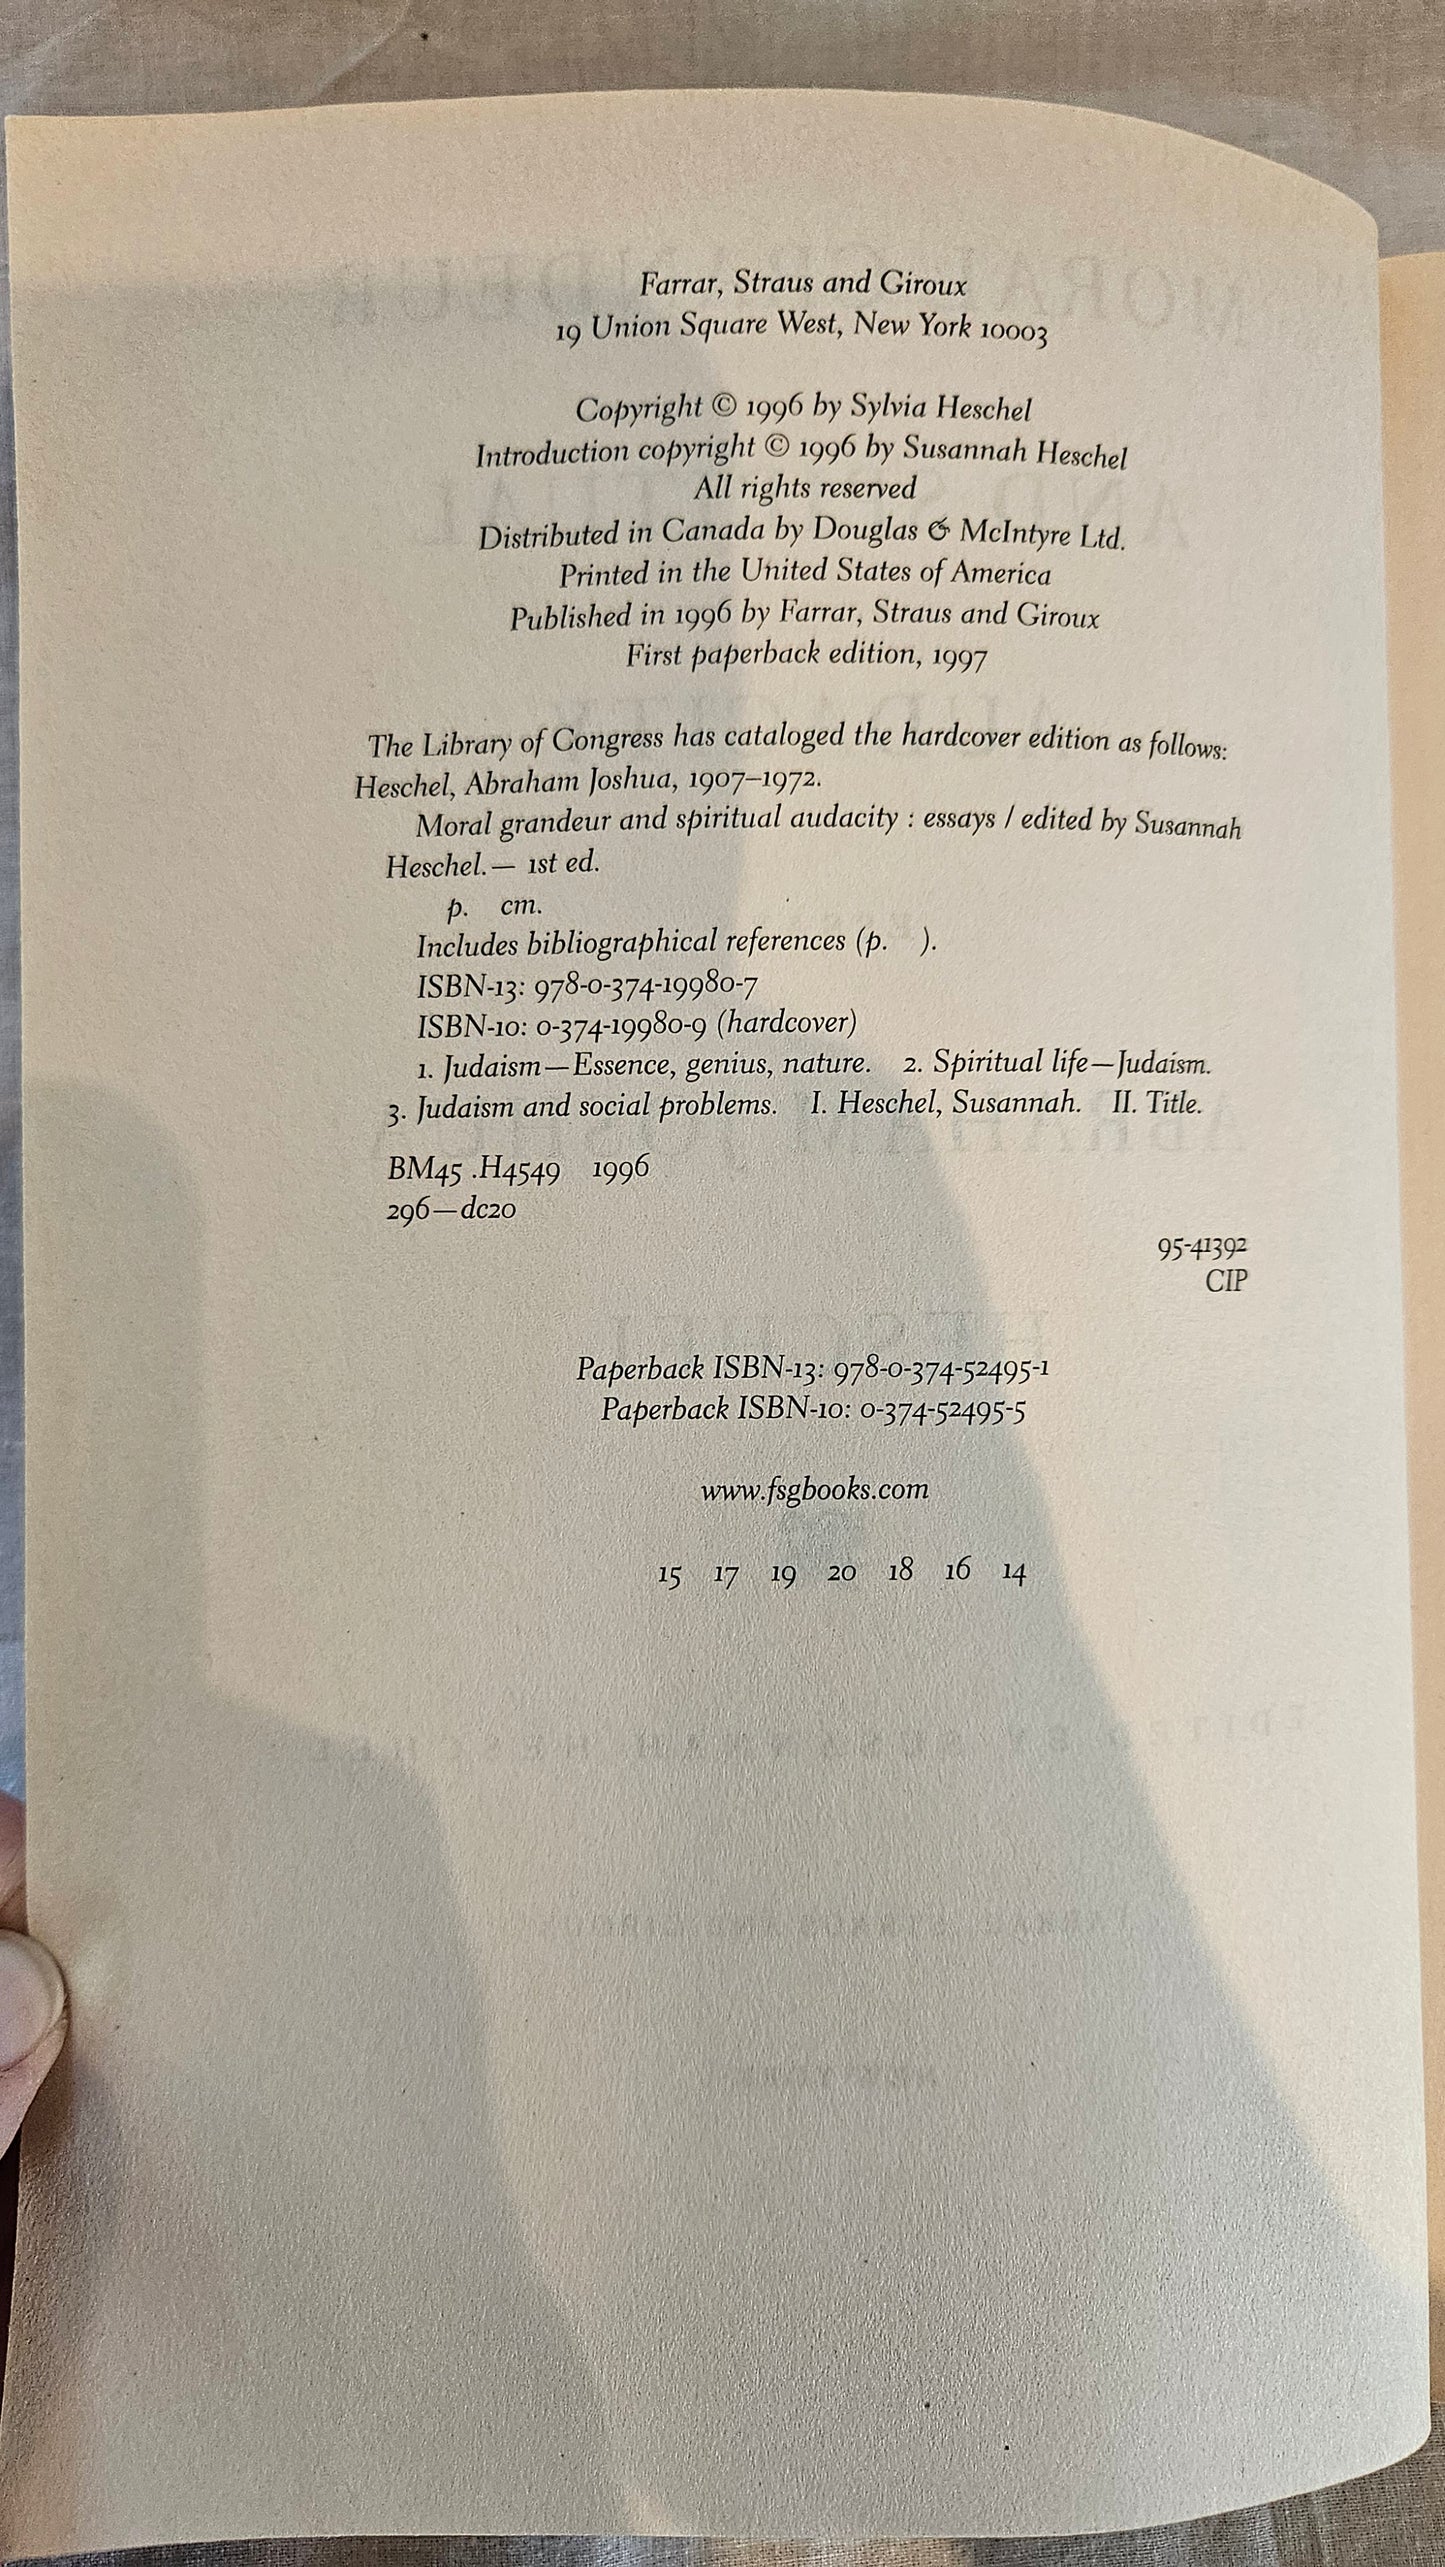 Farrar, Straus and Giroux
19 Union Square West, New York 10003
Copyright © 1996 by Sylvia Heschel
Introduction copyright © 1996 by Susannah Heschel
All rights reserved
Distributed in Canada by Douglas & McIntyre Ltd.
Printed in the United States of America
Published in 1996 by Farrar, Straus and Giroux
First paperback edition, 1997
The Library of Congress has cataloged the hardcover edition as follows:
Heschel, Abraham Joshua, 1907–1972.
Moral grandeur and spiritual audacity : essays / edited by Susannah
Heschel.— 1st ed.
p. cm.
Includes bibliographical references (p. ).
ISBN-13: 978-0-374-19980-7
ISBN-10: 0-374-19980-9 (hardcover)
1. Judaism—Essence, genius, nature. 2. Spiritual life—Judaism.
3. Judaism and social problems. I. Heschel, Susannah. II. Title.
BM45 .H4549 1996
296—dc20
95-41392
CIP
Paperback ISBN-13: 978-0-374-52495-1
Paperback ISBN-10: 0-374-52495-5
www.fsgbooks.com
15 17 19 20 18 16 14